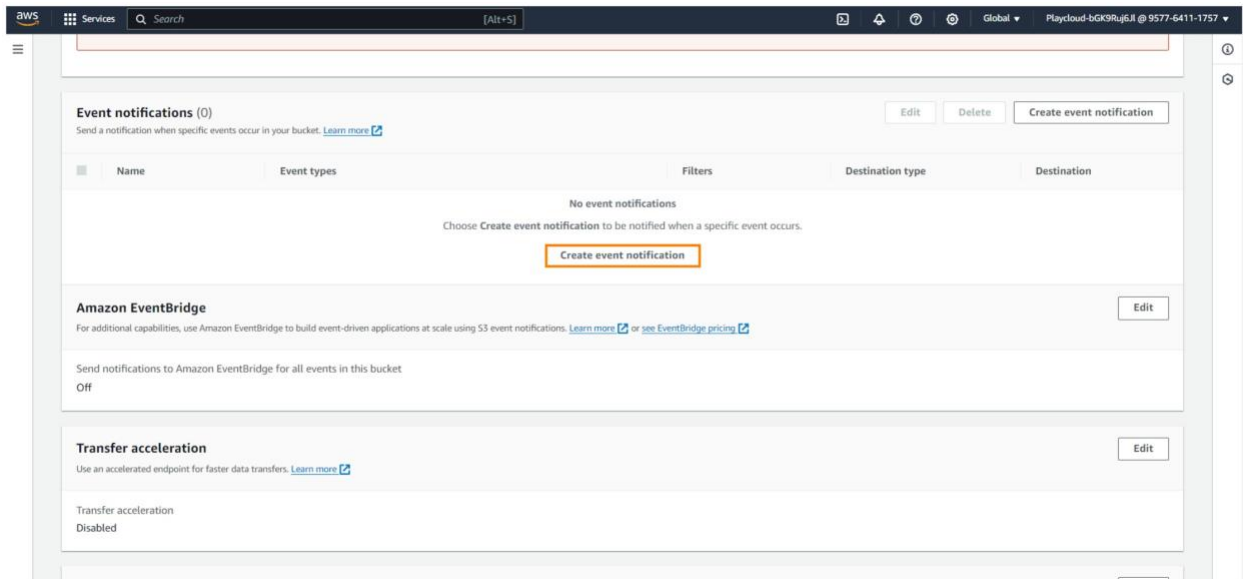 aws Services Search [Alt+S] Global Playcloud-bGK9Ruj6Jl @ 9577-6411-1757
Event notifications (0) Edit Delete Create event notification
Send a notification when specific events occur in your bucket. Learn more
Name Event types Filters Destination type Destination
No event notifications
Choose Create event notification to be notified when a specific event occurs.
Create event notification
Amazon EventBridge Edit
For additional capabilities, use Amazon EventBridge to build event-driven applications at scale using S3 event notifications. Learn more or see EventBridge pricing
Send notifications to Amazon EventBridge for all events in this bucket
Off
Transfer acceleration Edit
Use an accelerated endpoint for faster data transfers. Learn more
Transfer acceleration
Disabled